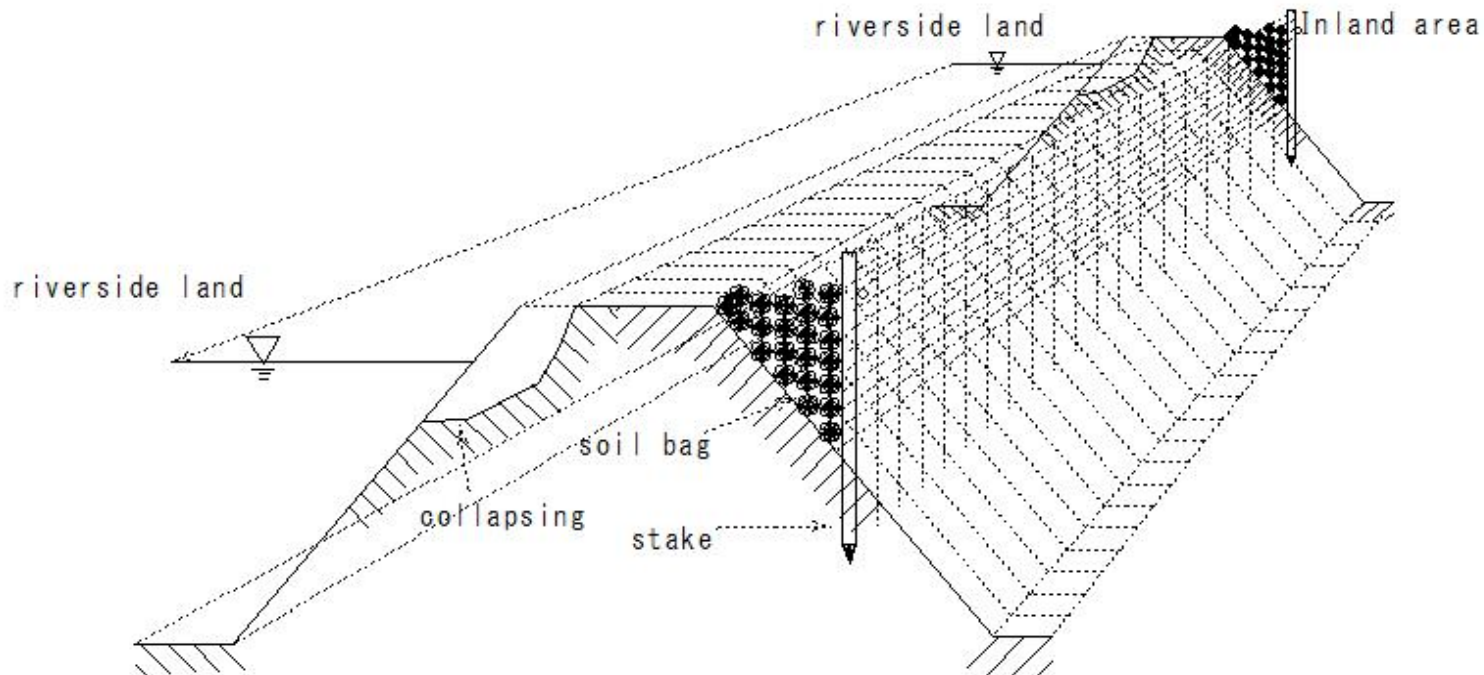 riverside land
Inland area
riverside land
soil bag
collapsing
stake